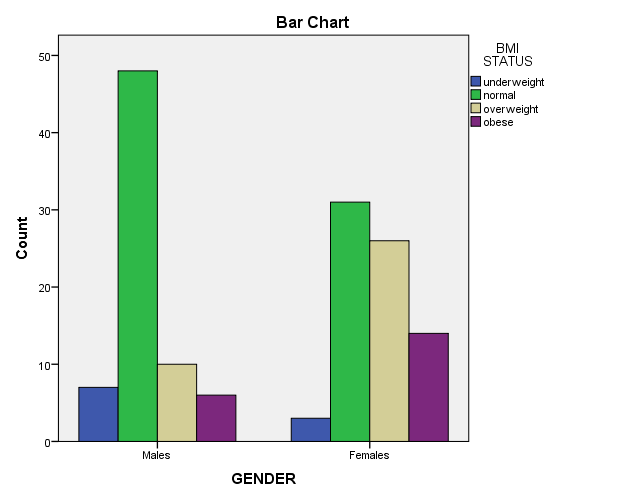 Bar Chart
BMI
STATUS
underweight
normal
overweight
obese
50
40
30
20
10
0
Count
Males
Females
GENDER